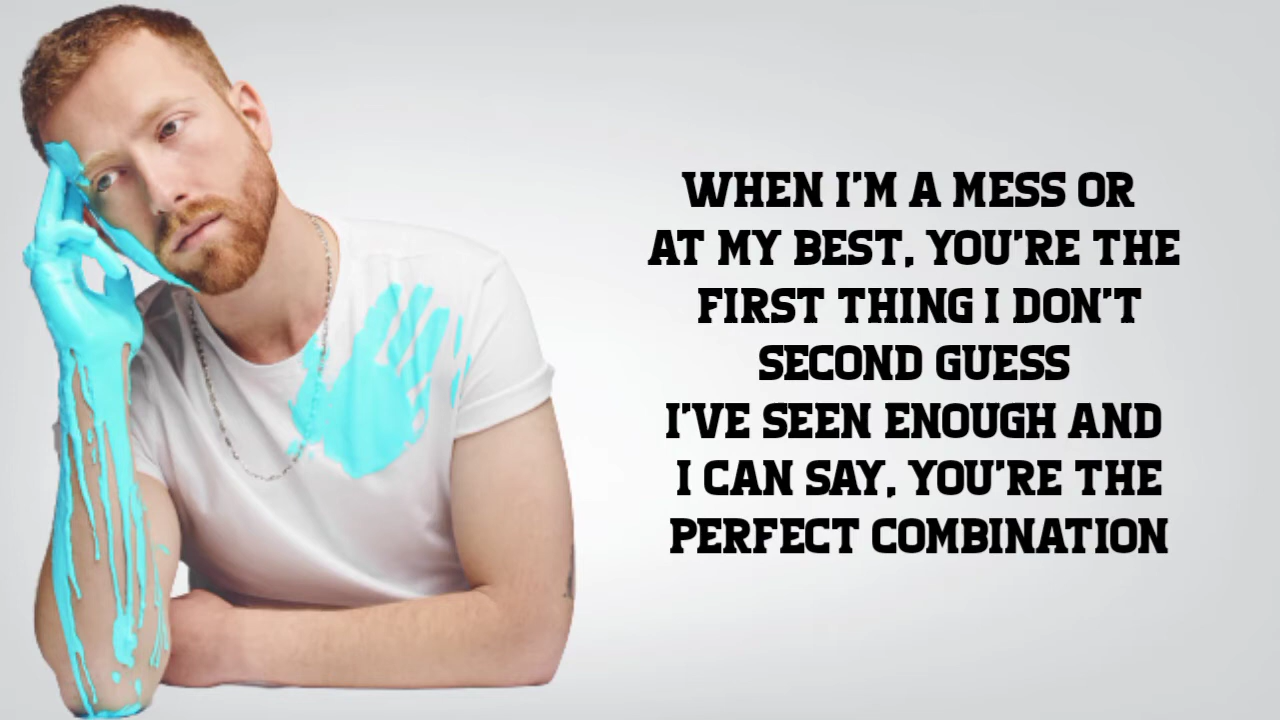 WHEN I'M A MESS OR
AT MY BEST, YOU'RE THE
FIRST THING I DON'T
SECOND GUESS
I'VE SEEN ENOUGH AND
I CAN SAY, YOU'RE THE
PERFECT COMBINATION